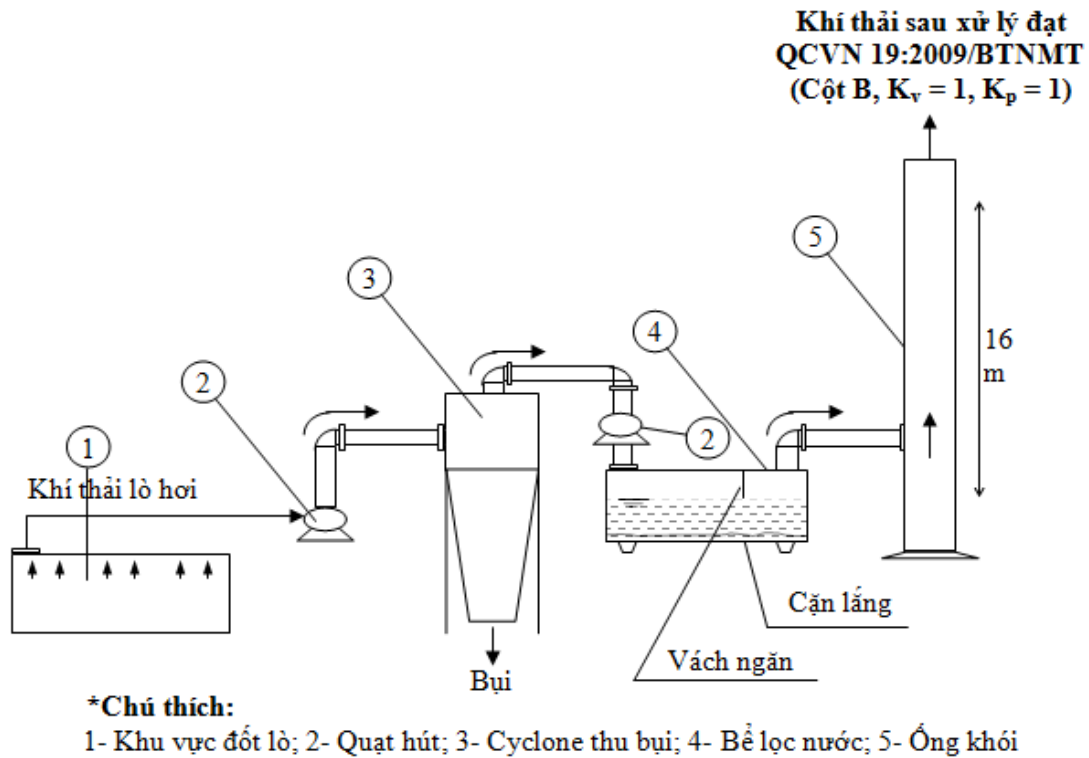 Khí thải sau xử lý đạt
QCVN 19:2009/BTNMT
(Cột B, Kv = 1, Kp = 1)
5
3
4
16
m
2
1
2
Khí thải lò hơi
Cặn lắng
Vách ngăn
Bụi
*Chú thích:
1- Khu vực đốt lò; 2- Quạt hút; 3- Cyclone thu bụi; 4- Bể lọc nước; 5- Ống khói